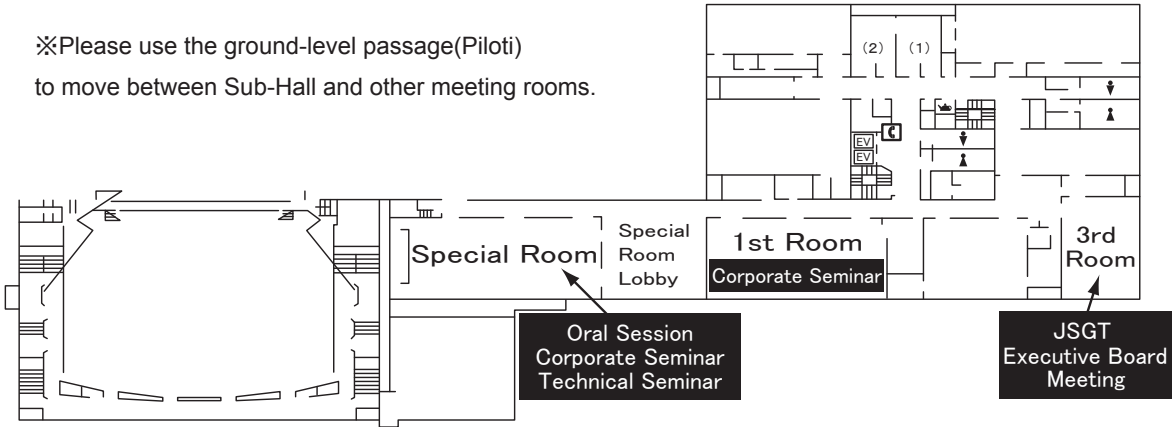 ※Please use the ground-level passage(Piloti)
to move between Sub-Hall and other meeting rooms.
(2)
(1)
EV
EV
Special Room
Special
Room
Lobby
1st Room
Corporate Seminar
3rd
Room
Oral Session
Corporate Seminar
Technical Seminar
JSGT
Executive Board
Meeting